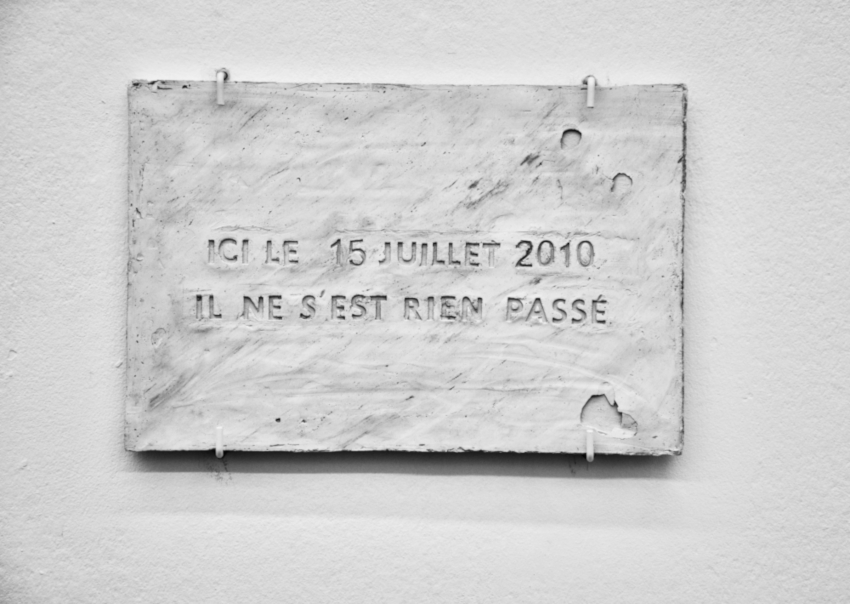 ICI LE 15 JUILLET 2010
IL NE S'EST RIEN PASSÉ